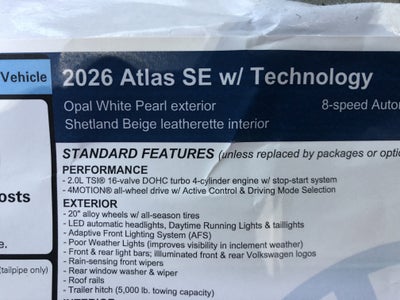 Vehicle
2026 Atlas SE w/ Technology
Opal White Pearl exterior 8-speed Auto
Shetland Beige leatherette interior
STANDARD FEATURES (unless replaced by packages or optio
PERFORMANCE
- 2.0L TSI® 16-valve DOHC turbo 4-cylinder engine w/ stop-start system
- 4MOTION® all-wheel drive w/ Active Control & Driving Mode Selection
EXTERIOR
- 20" alloy wheels w/ all-season tires
- LED automatic headlights, Daytime Running Lights & taillights
- Adaptive Front Lighting System (AFS)
- Poor Weather Lights (improves visibility in inclement weather)
- Front & rear light bars; illuminated front & rear Volkswagen logos
- Rain-sensing front wipers
- Rear window washer & wiper
- Roof rails
- Trailer hitch (5,000 lb. towing capacity)
osts
(tailpipe only)